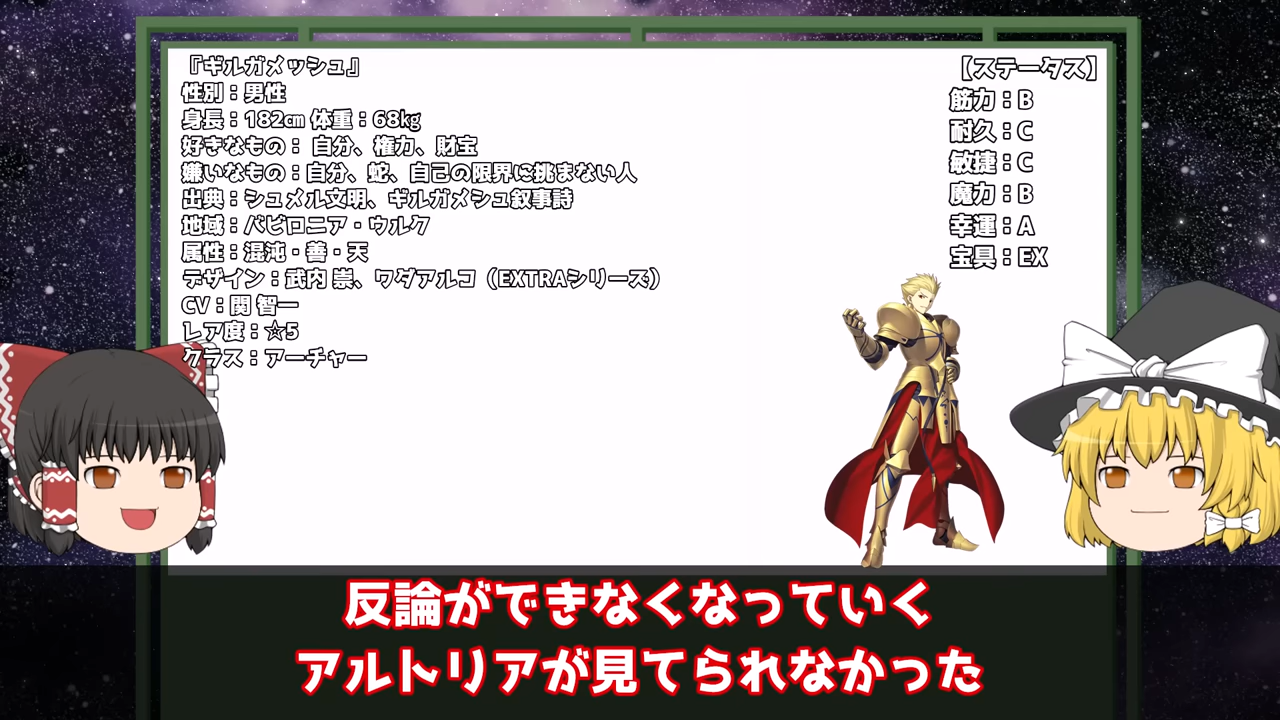 『ギルガメッシュ』
性別：男性
身長：182㎝ 体重：68㎏
好きなもの： 自分、権力、財宝
嫌いなもの：自分、蛇、自己の限界に挑まない人
出典：シュメル文明、ギルガメシュ叙事詩
地域：バビロニア・ウルク
属性：混沌・善・天
デザイン：武内 崇、ワダアルコ（EXTRAシリーズ）
CV：関 智一
レア度：☆5
クラス：アーチャー
【ステータス】
筋力：B
耐久：C
敏捷：C
魔力：B
幸運：A
宝具：EX
反論ができなくなっていく
アルトリアが見てられなかった